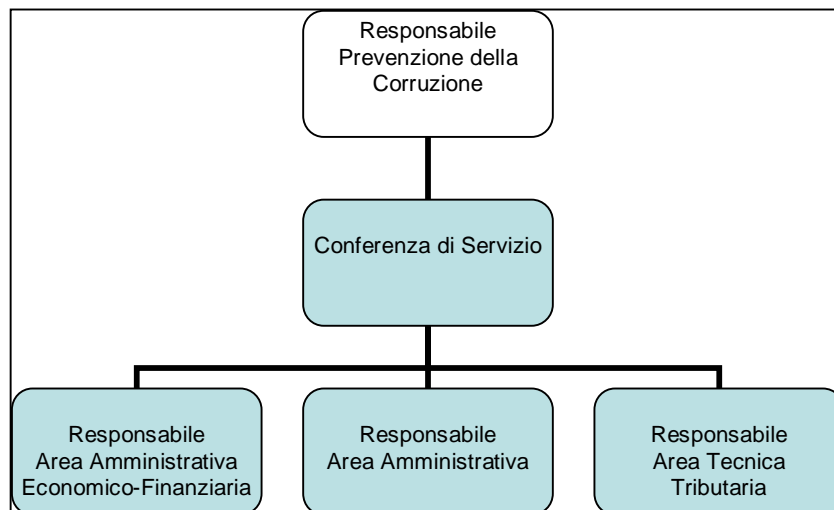 Responsabile
Prevenzione della
Corruzione
Conferenza di Servizio
Responsabile
Area Amministrativa
Economico-Finanziaria
Responsabile
Area Amministrativa
Responsabile
Area Tecnica
Tributaria